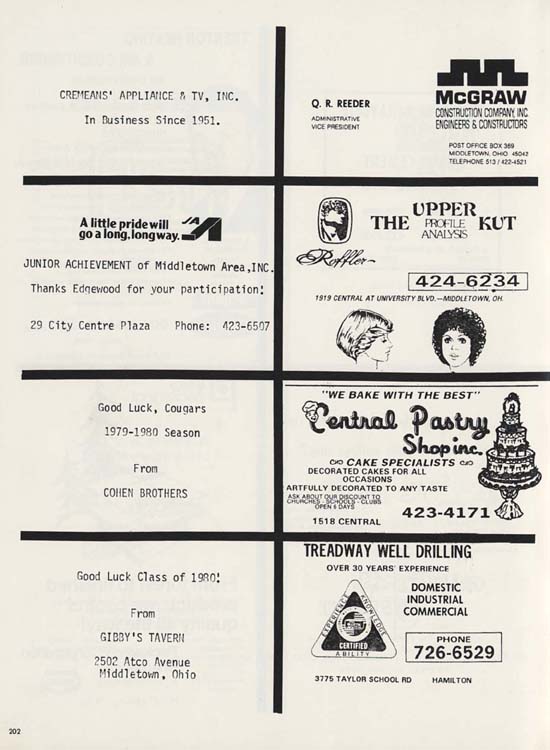 CREMEANS' APPLIANCE & TV, INC.
In Business Since 1951.
Q. R. REEDER
ADMINISTRATIVE
VICE PRESIDENT
McGRAW
CONSTRUCTION COMPANY, INC.
ENGINEERS & CONSTRUCTORS
POST OFFICE BOX 369
MIDDLETOWN, OHIO 45042
TELEPHONE 513 / 422-4521
A little pride will
go a long, long way.
JA
JUNIOR ACHIEVEMENT of Middletown Area,INC.
Thanks Edgewood for your participation!
29 City Centre Plaza Phone: 423-6507
THE UPPER KUT
PROFILE
ANALYSIS
Roffler
424-6234
1919 CENTRAL AT UNIVERSITY BLVD.—MIDDLETOWN, OH.
Good Luck, Cougars
1979-1980 Season
From
COHEN BROTHERS
"WE BAKE WITH THE BEST"
Central Pastry
Shop inc.
CAKE SPECIALISTS
DECORATED CAKES FOR ALL
OCCASIONS
ARTFULLY DECORATED TO ANY TASTE
ASK ABOUT OUR DISCOUNT TO
CHURCHES - SCHOOLS - CLUBS
OPEN 6 DAYS
423-4171
1518 CENTRAL
Good Luck Class of 1980!
From
GIBBY'S TAVERN
2502 Atco Avenue
Middletown, Ohio
TREADWAY WELL DRILLING
OVER 30 YEARS' EXPERIENCE
EXPERIENCE
KNOWLEDGE
CERTIFIED
ABILITY
DOMESTIC
INDUSTRIAL
COMMERCIAL
PHONE
726-6529
3775 TAYLOR SCHOOL RD HAMILTON
202